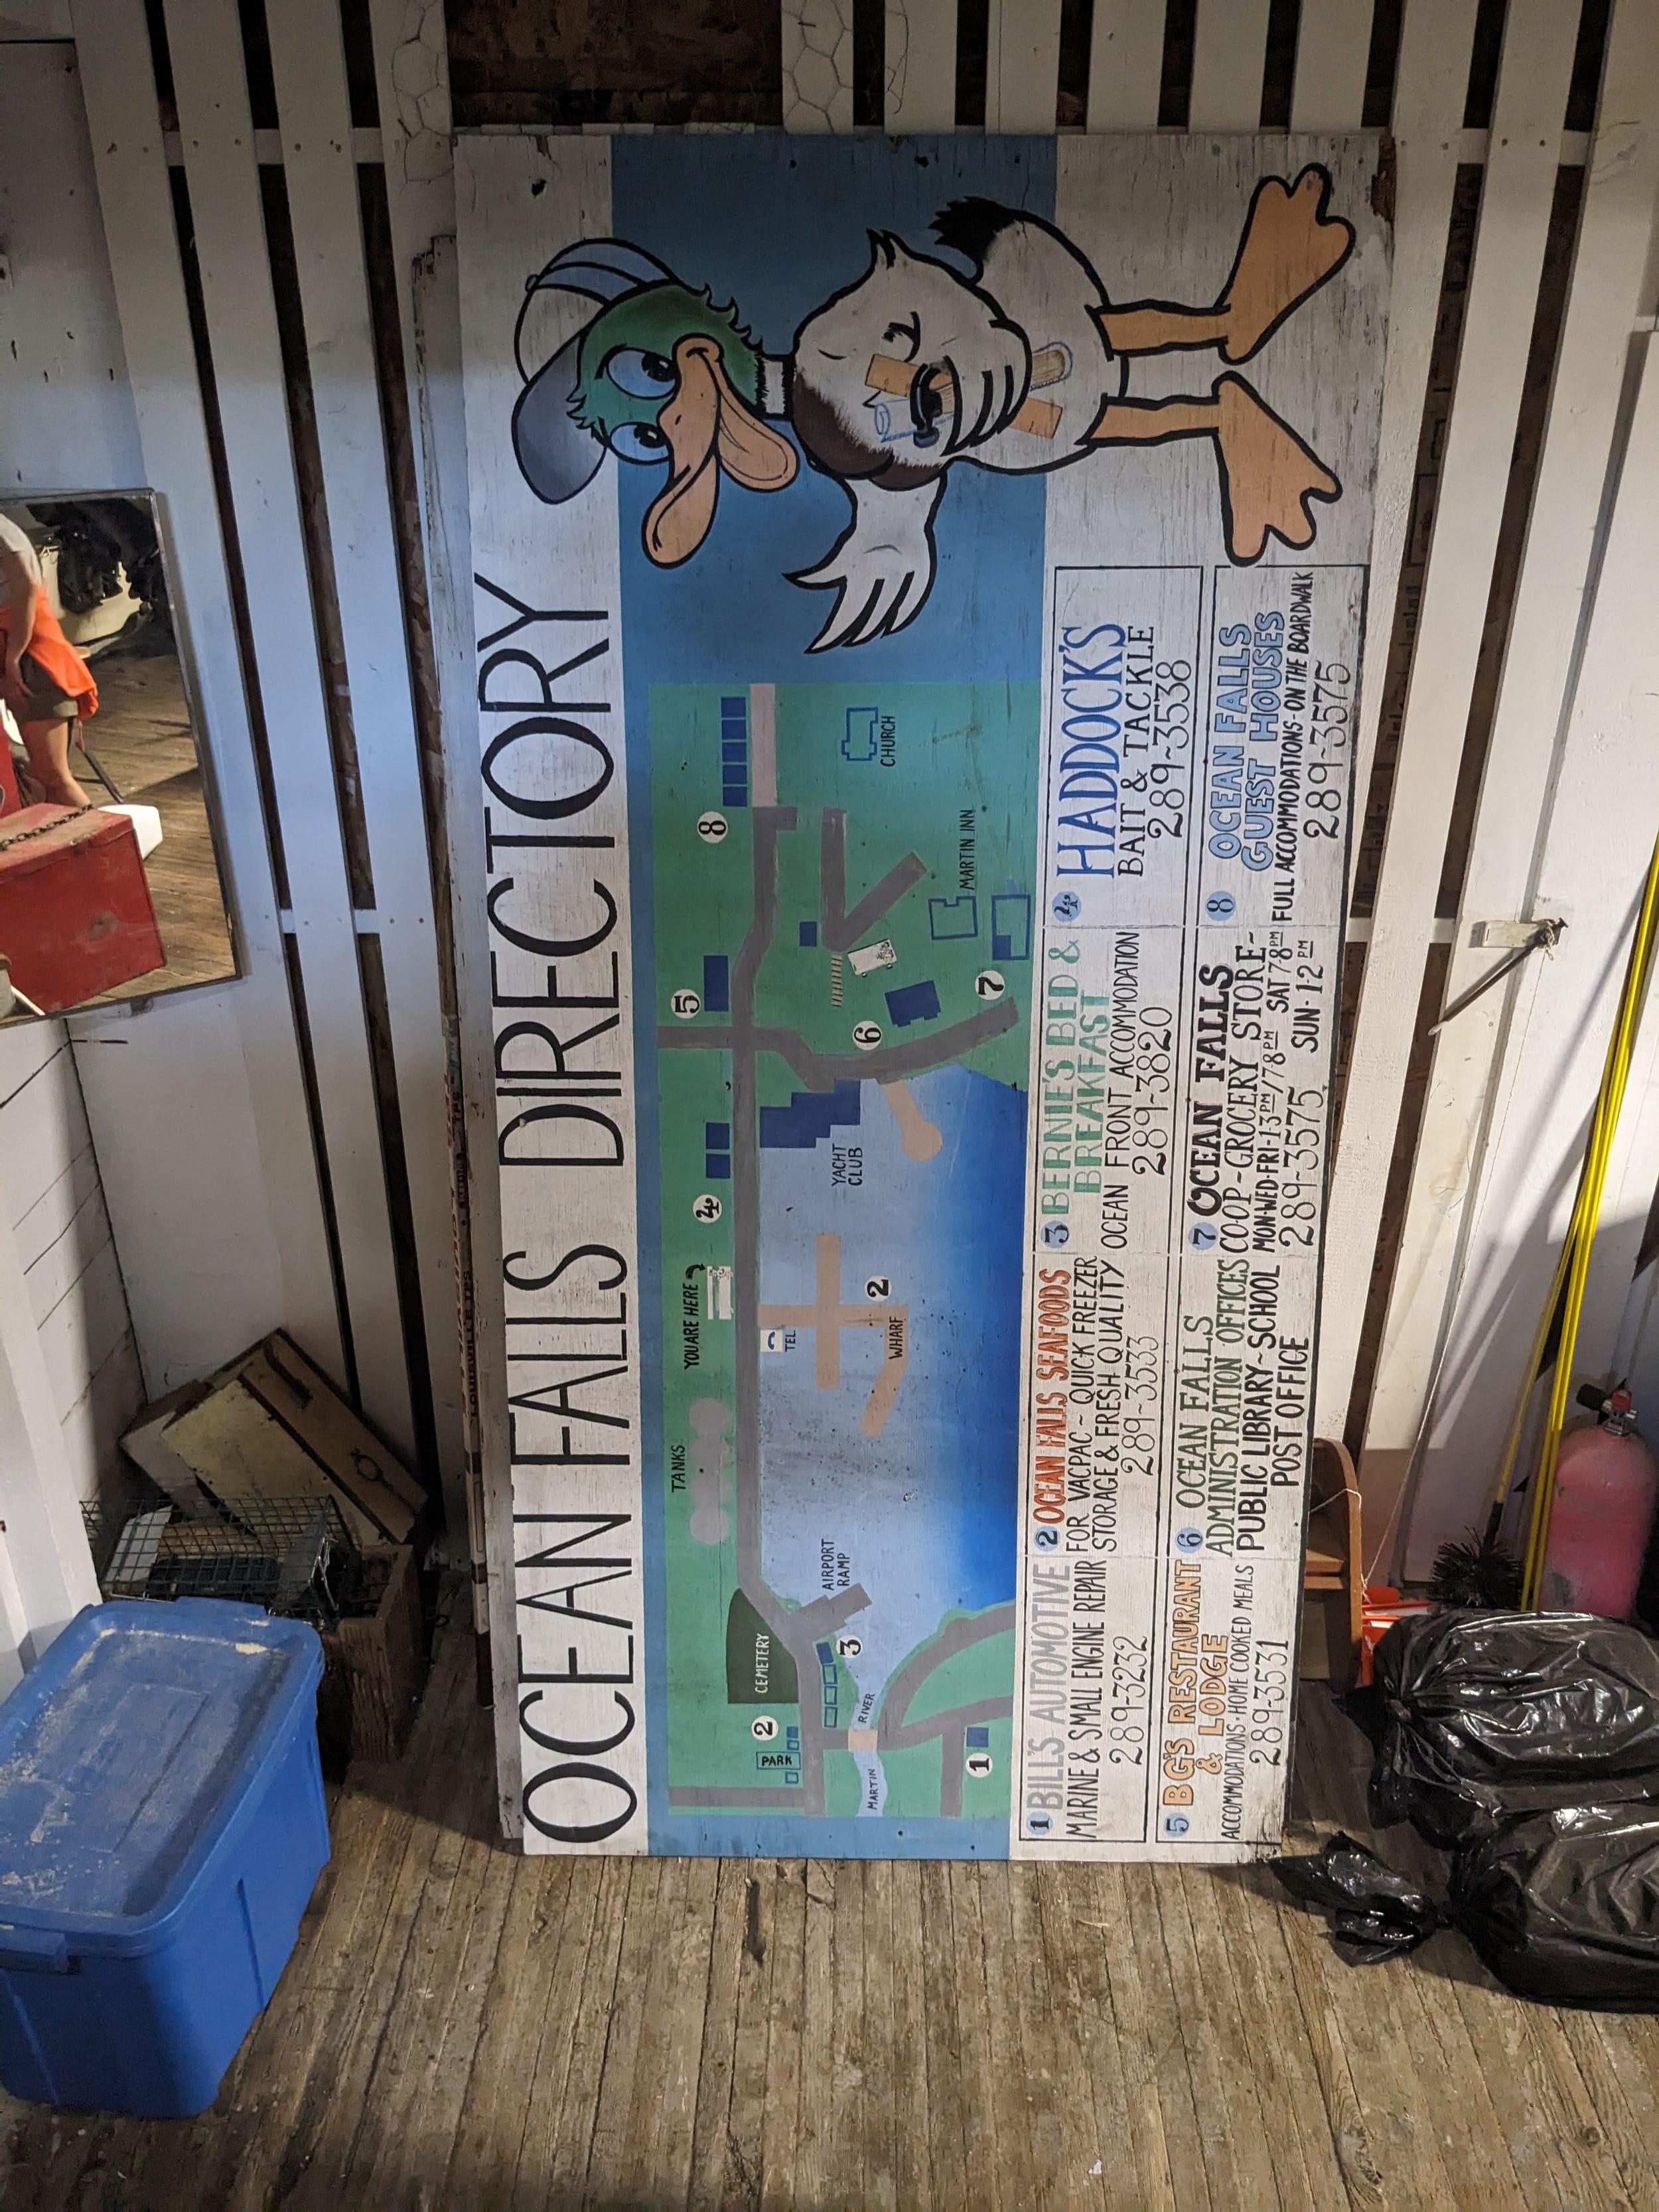 OCEAN FALLS DIRECTORY
TANKS
YOU ARE HERE
4
5
8
CEMETERY
2
PARK
AIRPORT
RAMP
TEL.
3
WHARF
2
YACHT
CLUB
6
CHURCH
MARTIN RIVER
MARTIN INN
7
1
1 BILL'S AUTOMOTIVE
MARINE & SMALL ENGINE REPAIR
289-3232
2 OCEAN FALLS SEAFOODS
FOR VACPAC ~ QUICK FREEZER
STORAGE & FRESH QUALITY
289-3533
3 BERNIE'S BED &
BREAKFAST
OCEAN FRONT ACCOMMODATION
289-3820
4 HADDOCK'S
BAIT & TACKLE
289-3538
5 BG'S RESTAURANT
& LODGE
ACCOMMODATIONS·HOME COOKED MEALS
289-3531
6 OCEAN FALLS
ADMINISTRATION OFFICES
PUBLIC LIBRARY~SCHOOL
POST OFFICE
7 OCEAN FALLS
CO-OP-GROCERY STORE~
MON·WED·FRI·1·3PM/7·8PM SAT 7·8PM
289-3575 SUN· 1·2PM
8 OCEAN FALLS
GUEST HOUSES
FULL ACCOMMODATIONS· ON THE BOARDWALK
289-3575